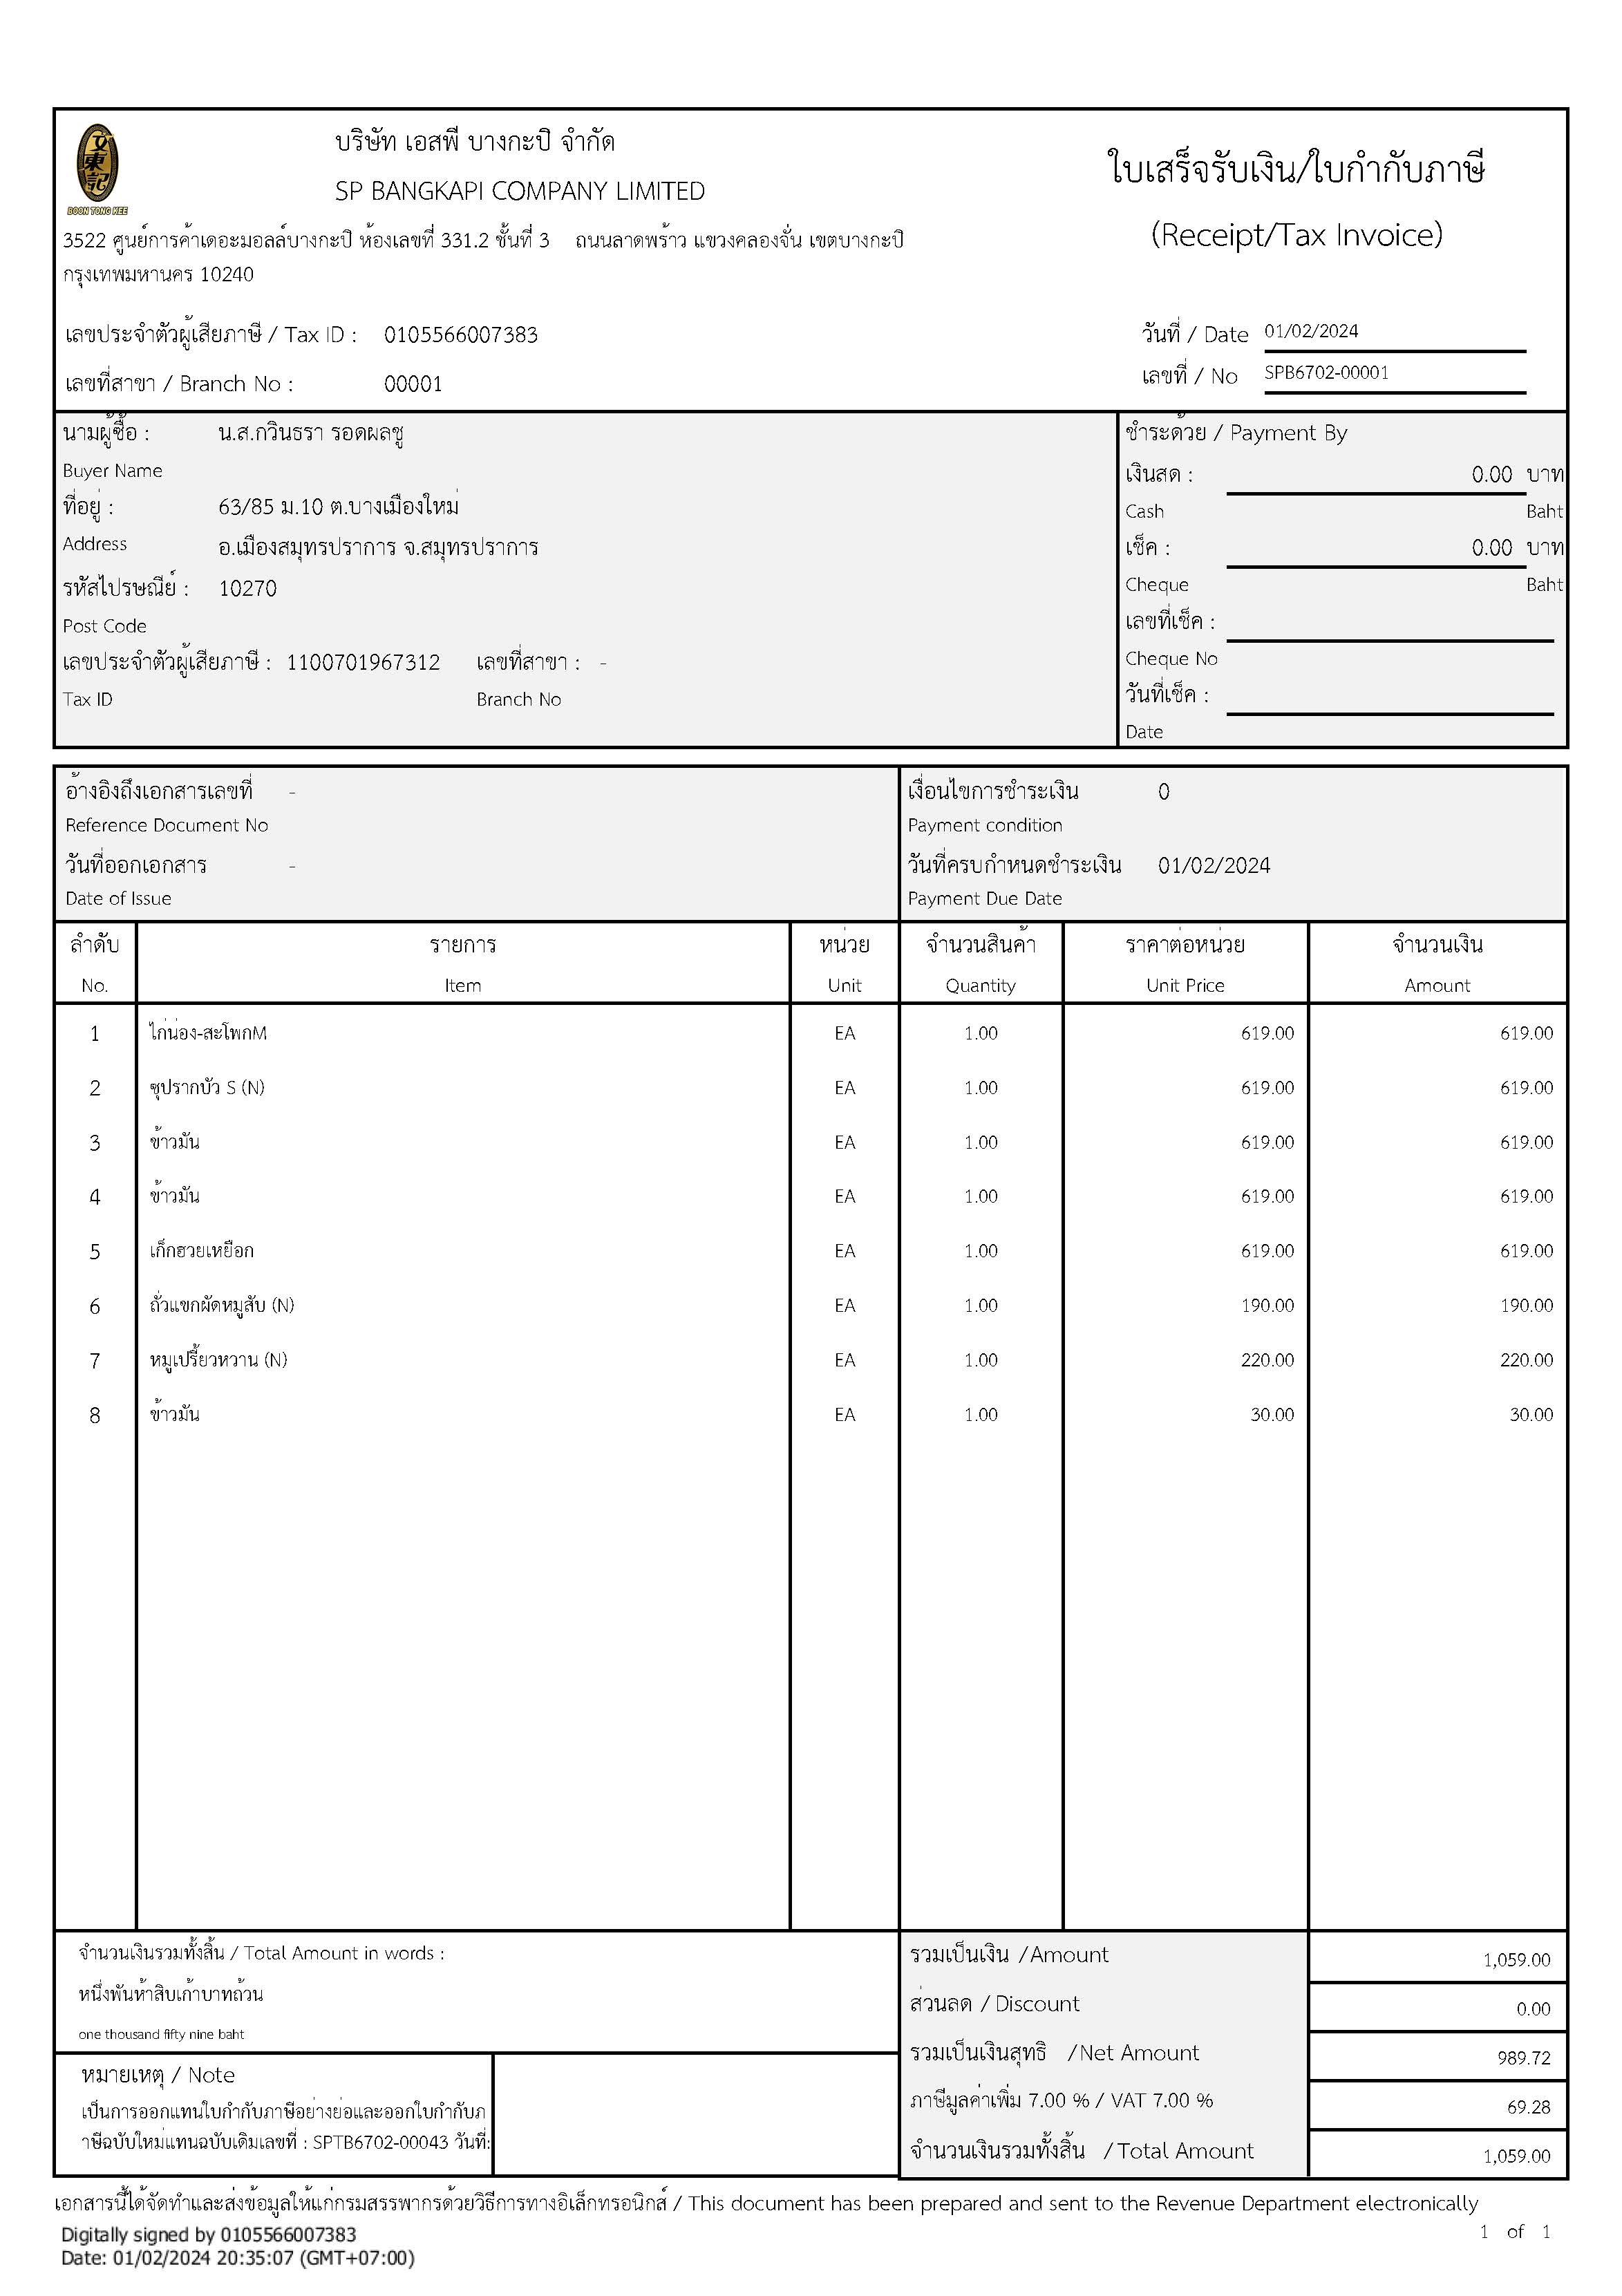 文東記
BOON TONG KEE
บริษัท เอสพี บางกะปิ จำกัด
SP BANGKAPI COMPANY LIMITED
3522 ศูนย์การค้าเดอะมอลล์บางกะปิ ห้องเลขที่ 331.2 ชั้นที่ 3 ถนนลาดพร้าว แขวงคลองจั่น เขตบางกะปิ
กรุงเทพมหานคร 10240
ใบเสร็จรับเงิน/ใบกำกับภาษี
(Receipt/Tax Invoice)
เลขประจำตัวผู้เสียภาษี / Tax ID : 0105566007383
เลขที่สาขา / Branch No : 00001
วันที่ / Date 01/02/2024
เลขที่ / No SPB6702-00001
นามผู้ซื้อ : น.ส.กวินธรา รอดผลชู
Buyer Name
ที่อยู่ : 63/85 ม.10 ต.บางเมืองใหม่
Address อ.เมืองสมุทรปราการ จ.สมุทรปราการ
รหัสไปรษณีย์ : 10270
Post Code
เลขประจำตัวผู้เสียภาษี : 1100701967312 เลขที่สาขา : -
Tax ID Branch No
ชำระด้วย / Payment By
เงินสด : 0.00 บาท
Cash Baht
เช็ค : 0.00 บาท
Cheque Baht
เลขที่เช็ค :
Cheque No
วันที่เช็ค :
Date
อ้างอิงถึงเอกสารเลขที่ -
Reference Document No
วันที่ออกเอกสาร -
Date of Issue
เงื่อนไขการชำระเงิน 0
Payment condition
วันที่ครบกำหนดชำระเงิน 01/02/2024
Payment Due Date
ลำดับ รายการ หน่วย จำนวนสินค้า ราคาต่อหน่วย จำนวนเงิน
No. Item Unit Quantity Unit Price Amount
1 ไก่น่อง-สะโพกM EA 1.00 619.00 619.00
2 ซุปรากบัว S (N) EA 1.00 619.00 619.00
3 ข้าวมัน EA 1.00 619.00 619.00
4 ข้าวมัน EA 1.00 619.00 619.00
5 เก็กฮวยเหยือก EA 1.00 619.00 619.00
6 ถั่วแขกผัดหมูสับ (N) EA 1.00 190.00 190.00
7 หมูเปรี้ยวหวาน (N) EA 1.00 220.00 220.00
8 ข้าวมัน EA 1.00 30.00 30.00
จำนวนเงินรวมทั้งสิ้น / Total Amount in words :
หนึ่งพันห้าสิบเก้าบาทถ้วน
one thousand fifty nine baht
หมายเหตุ / Note
เป็นการออกแทนใบกำกับภาษีอย่างย่อและออกใบกำกับภ
าษีฉบับใหม่แทนฉบับเดิมเลขที่ : SPTB6702-00043 วันที่:
รวมเป็นเงิน /Amount 1,059.00
ส่วนลด / Discount 0.00
รวมเป็นเงินสุทธิ /Net Amount 989.72
ภาษีมูลค่าเพิ่ม 7.00 % / VAT 7.00 % 69.28
จำนวนเงินรวมทั้งสิ้น /Total Amount 1,059.00
เอกสารนี้ได้จัดทำและส่งข้อมูลให้แก่กรมสรรพากรด้วยวิธีการทางอิเล็กทรอนิกส์ / This document has been prepared and sent to the Revenue Department electronically
1 of 1
Digitally signed by 0105566007383
Date: 01/02/2024 20:35:07 (GMT+07:00)